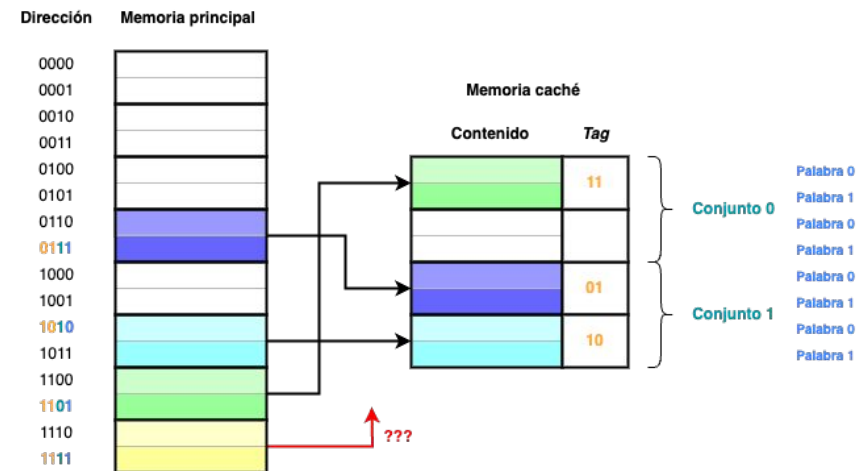 Dirección Memoria principal
0000
0001
0010
0011
0100
0101
0110
0111
1000
1001
1010
1011
1100
1101
1110
1111
Memoria caché
Contenido Tag
11
01
10
Conjunto 0
Conjunto 1
Palabra 0
Palabra 1
Palabra 0
Palabra 1
Palabra 0
Palabra 1
Palabra 0
Palabra 1
???